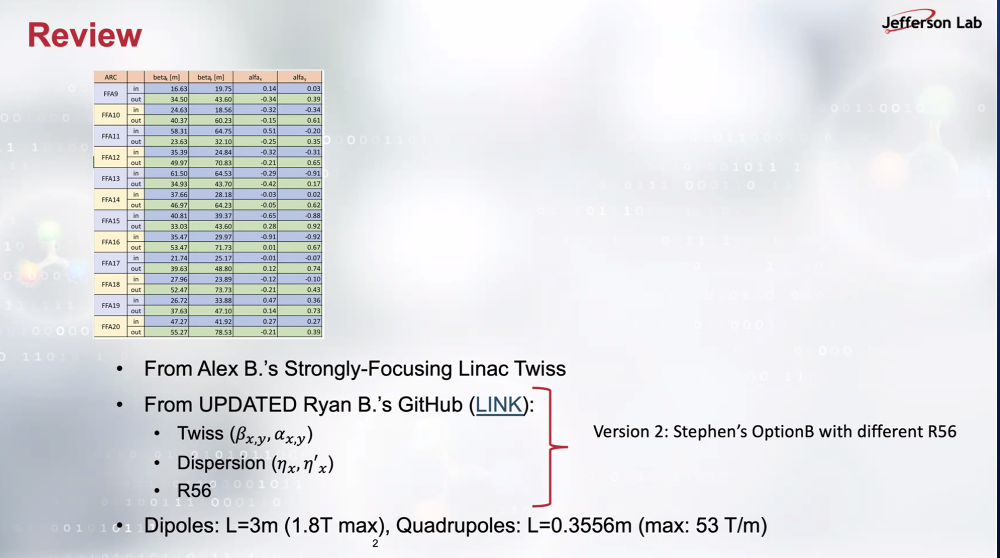 Review
Jefferson Lab
ARC betax [m] betay [m] alfax alfay
FFA9 in 16.63 19.75 0.14 0.03
out 34.50 43.60 -0.34 0.39
FFA10 in 24.63 18.56 -0.32 -0.34
out 40.37 60.23 -0.15 0.61
FFA11 in 58.31 64.75 0.51 -0.20
out 23.63 32.10 -0.25 0.35
FFA12 in 35.39 24.84 -0.32 -0.31
out 49.97 70.83 -0.21 0.65
FFA13 in 61.50 64.53 -0.29 -0.91
out 34.93 43.70 -0.42 0.17
FFA14 in 37.66 28.18 -0.03 0.02
out 46.97 64.23 -0.05 0.62
FFA15 in 40.81 39.37 -0.65 -0.88
out 33.03 43.60 0.28 0.92
FFA16 in 35.47 29.97 -0.91 -0.92
out 53.47 71.73 0.01 0.67
FFA17 in 21.74 25.17 -0.01 -0.07
out 39.63 48.80 0.12 0.74
FFA18 in 27.96 23.89 -0.12 -0.10
out 52.47 73.73 -0.21 0.43
FFA19 in 26.72 33.88 0.47 0.36
out 37.63 47.10 0.14 0.73
FFA20 in 47.27 41.92 0.27 0.27
out 55.27 78.53 -0.21 0.39
• From Alex B.'s Strongly-Focusing Linac Twiss
• From UPDATED Ryan B.'s GitHub (LINK):
• Twiss (βx,y, αx,y)
• Dispersion (ηx, η′x)
• R56
Version 2: Stephen's OptionB with different R56
• Dipoles: L=3m (1.8T max), Quadrupoles: L=0.3556m (max: 53 T/m)
2